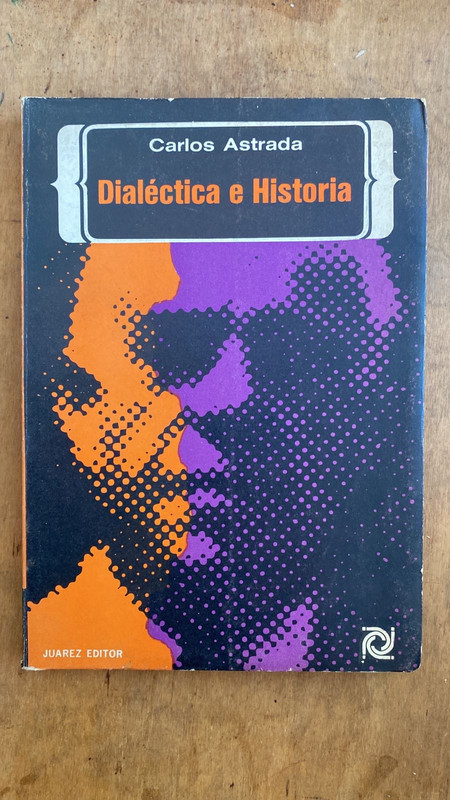 Carlos Astrada
Dialéctica e Historia
JUAREZ EDITOR